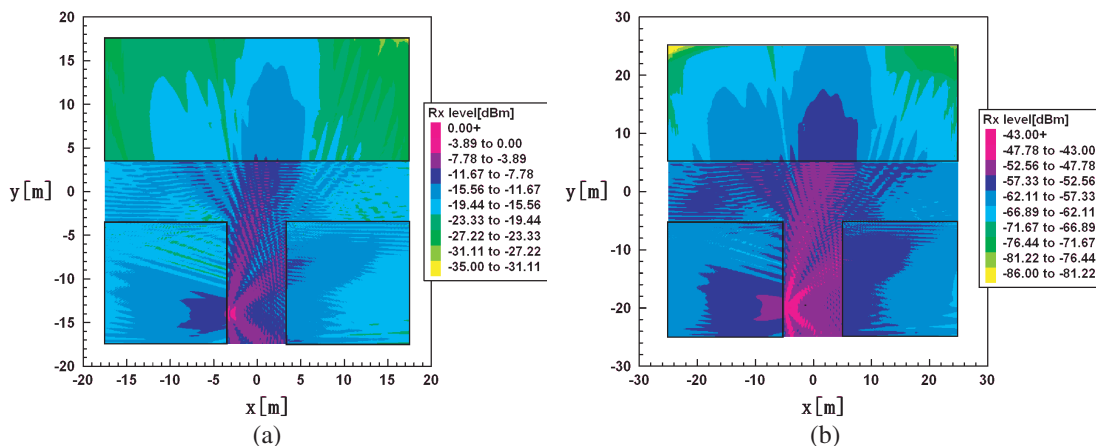 20
15
10
5
0
-5
-10
-15
-20
y[m]
-20 -15 -10 -5 0 5 10 15 20
x[m]
Rx level[dBm]
0.00+
-3.89 to 0.00
-7.78 to -3.89
-11.67 to -7.78
-15.56 to -11.67
-19.44 to -15.56
-23.33 to -19.44
-27.22 to -23.33
-31.11 to -27.22
-35.00 to -31.11
(a)
30
20
10
0
-10
-20
-30
y[m]
-30 -20 -10 0 10 20 30
x[m]
Rx level[dBm]
-43.00+
-47.78 to -43.00
-52.56 to -47.78
-57.33 to -52.56
-62.11 to -57.33
-66.89 to -62.11
-71.67 to -66.89
-76.44 to -71.67
-81.22 to -76.44
-86.00 to -81.22
(b)